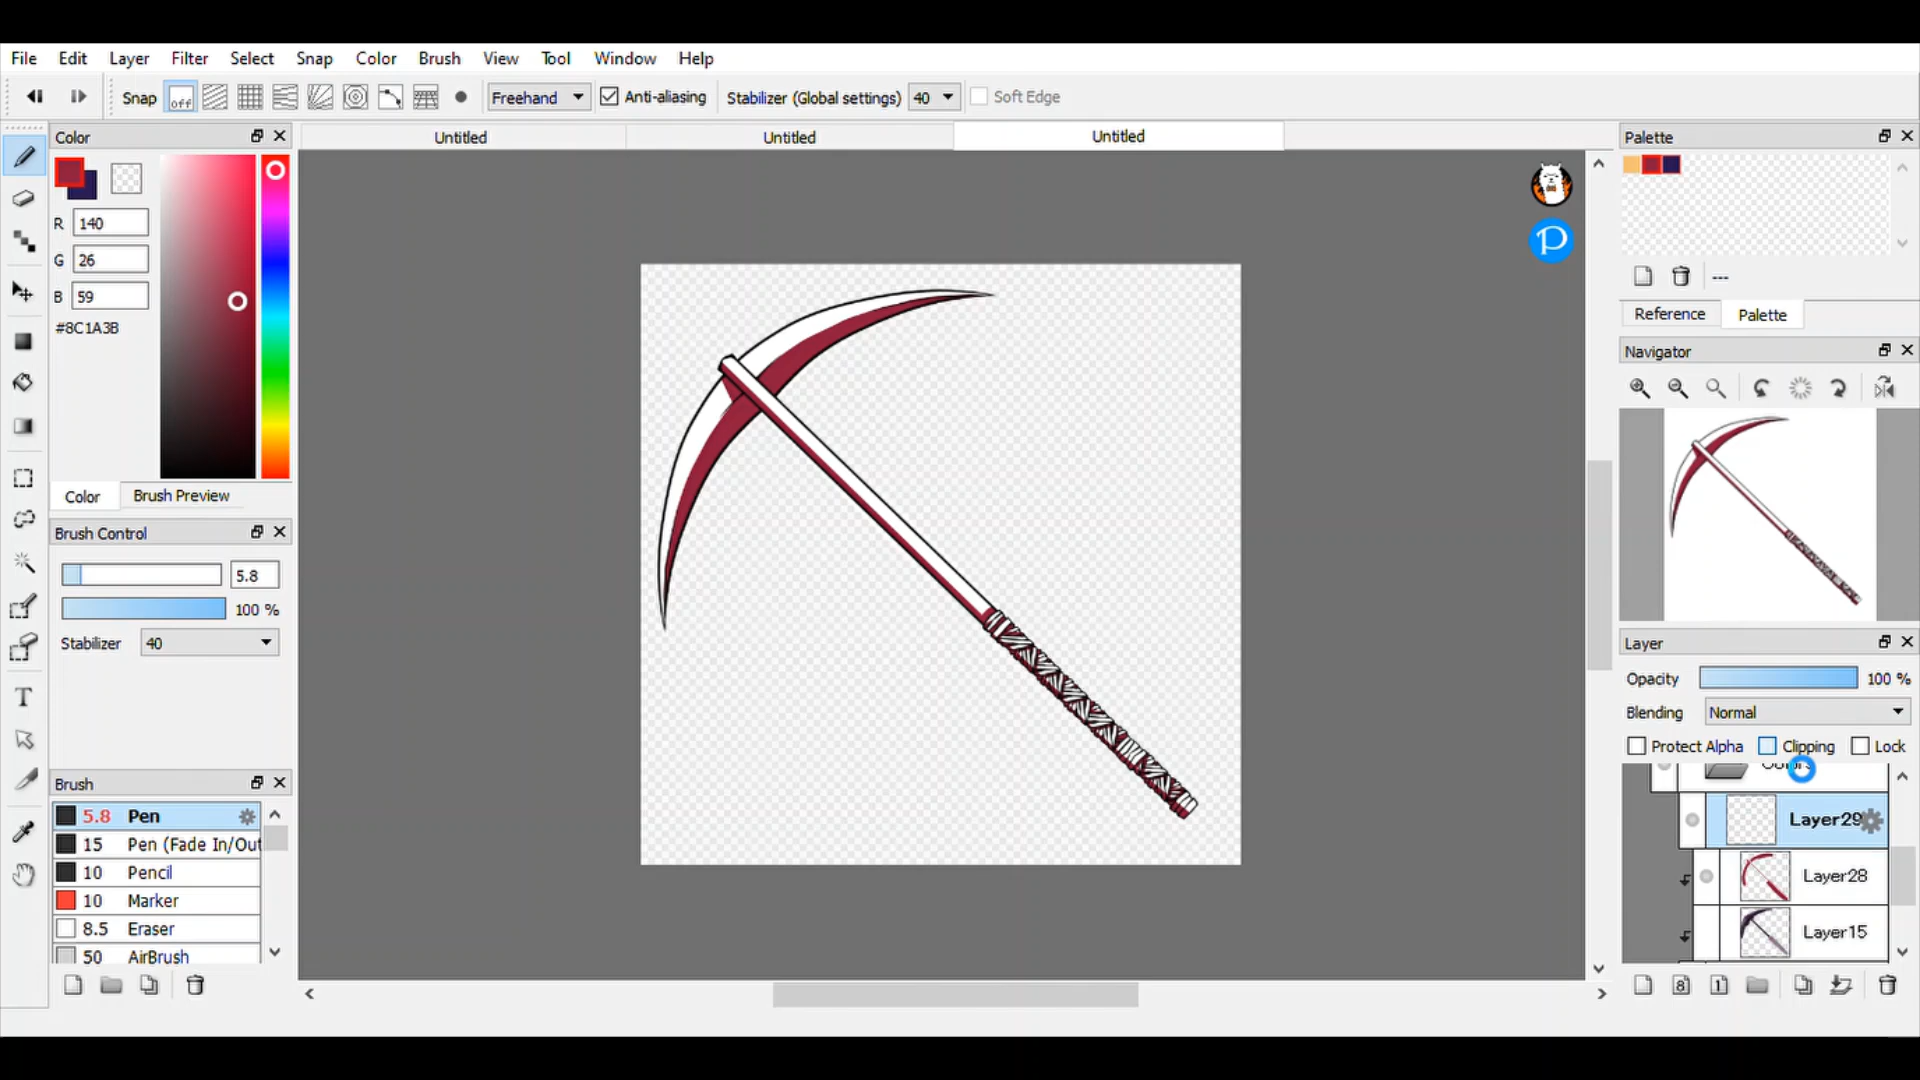 File Edit Layer Filter Select Snap Color Brush View Tool Window Help
Snap off Freehand Anti-aliasing Stabilizer (Global settings) 40 Soft Edge
Color
Untitled Untitled Untitled
R 140
G 26
B 59
#8C1A3B
Color Brush Preview
Brush Control
5.8
100 %
Stabilizer 40
Brush
5.8 Pen
15 Pen (Fade In/Out
10 Pencil
10 Marker
8.5 Eraser
50 AirBrush
T
P
Palette
---
Reference Palette
Navigator
Layer
Opacity 100 %
Blending Normal
Protect Alpha Clipping Lock
Layer29
Layer28
Layer15
8 1